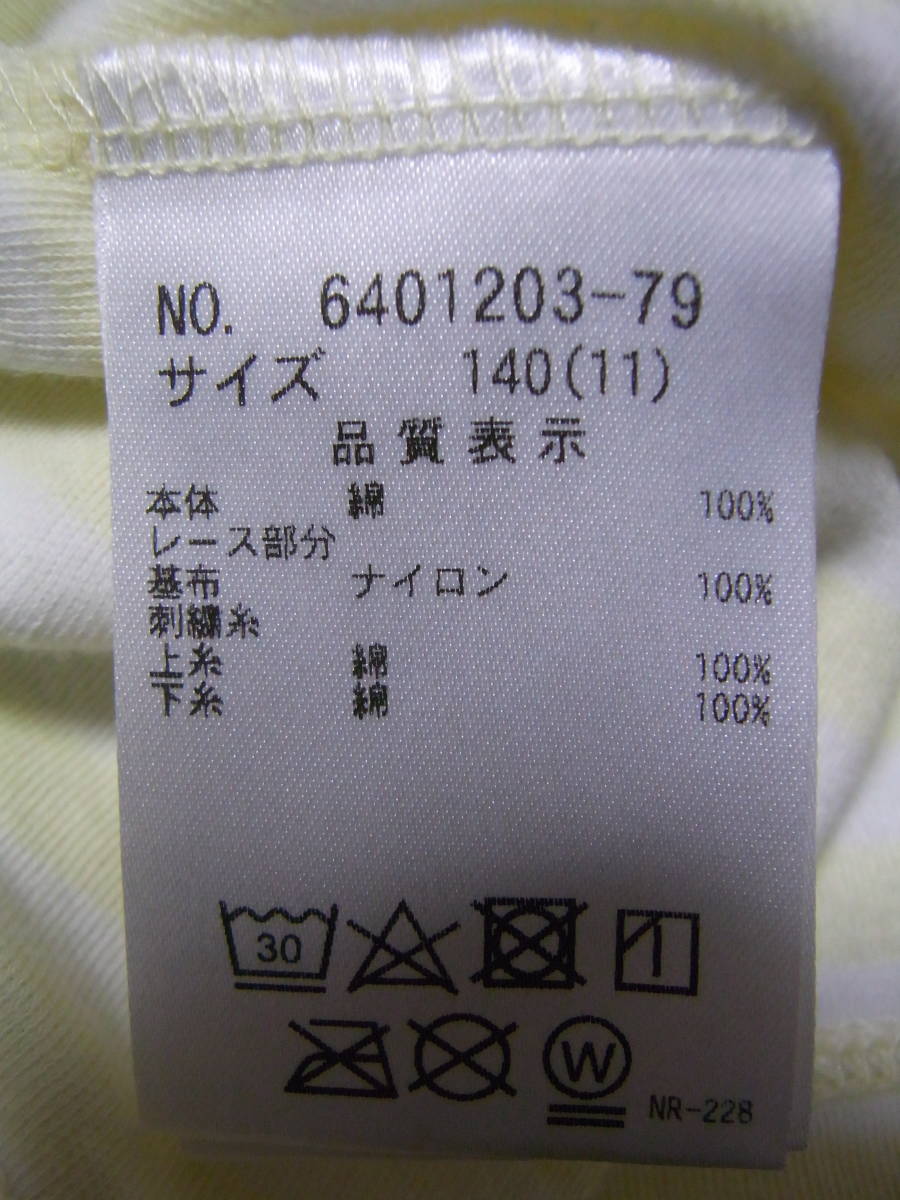 NO. 6401203-79
サイズ 140(11)
品質表示
本体 綿 100%
レース部分
基布 ナイロン 100%
刺繍糸
上糸 綿 100%
下糸 綿 100%
30
W
NR-228